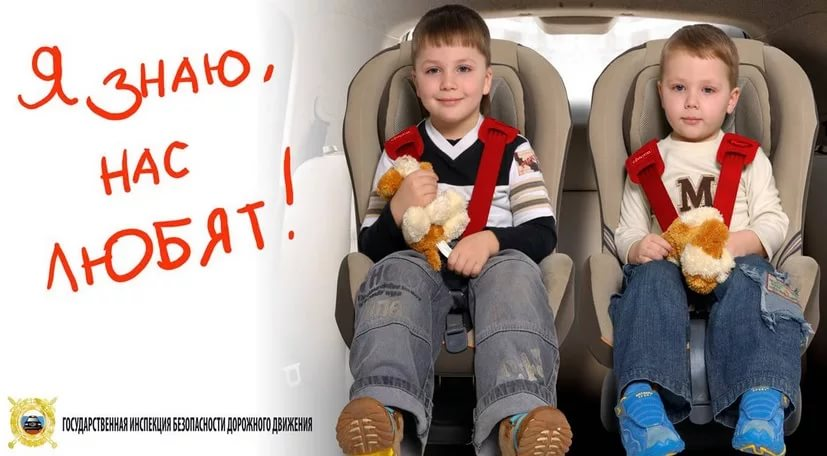 Я ЗНАЮ,
НАС
ЛЮБЯТ!
M
ГОСУДАРСТВЕННАЯ ИНСПЕКЦИЯ БЕЗОПАСНОСТИ ДОРОЖНОГО ДВИЖЕНИЯ